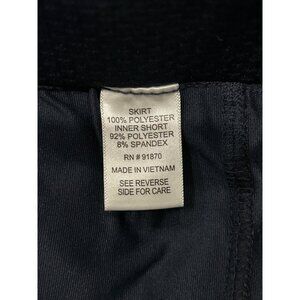 SKIRT
100% POLYESTER
INNER SHORT
92% POLYESTER
8% SPANDEX
RN # 91870
MADE IN VIETNAM
SEE REVERSE
SIDE FOR CARE